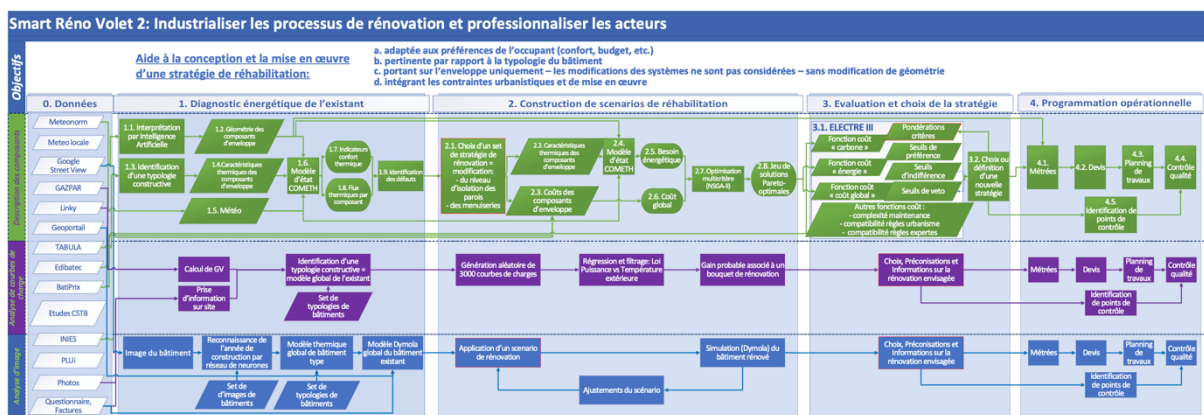 Smart Réno Volet 2: Industrialiser les processus de rénovation et professionnaliser les acteurs
Objectifs
Aide à la conception et la mise en œuvre
d'une stratégie de réhabilitation:
a. adaptée aux préférences de l'occupant (confort, budget, etc.)
b. pertinente par rapport à la typologie du bâtiment
c. portant sur l'enveloppe uniquement – les modifications des systèmes ne sont pas considérées – sans modification de géométrie
d. intégrant les contraintes urbanistiques et de mise en œuvre
0. Données
1. Diagnostic énergétique de l'existant
2. Construction de scenarios de réhabilitation
3. Evaluation et choix de la stratégie
4. Programmation opérationnelle
Meteonorm
Meteo locale
Google
Street View
GAZPAR
Linky
Geoportail
TABULA
Edibatec
BatiPrix
Etudes CSTB
INIES
PLUi
Photos
Questionnaire,
Factures
Description des composants
1.1. Interprétation
par Intelligence
Artificielle
1.2. Géométrie des
composants
d'enveloppe
1.3. Identification
d'une typologie
constructive
1.4.Caractéristiques
thermiques des
composants
d'enveloppe
1.5. Météo
1.6.
Modèle
d'état
COMETH
1.7.
Indicateurs
confort
thermique
1.8. Flux
thermiques par
composant
1.9. Identification
des défauts
2.1. Choix d'un set
de stratégie de
rénovation =
modification:
- du niveau
d'isolation des
parois
- des menuiseries
2.2. Caractéristiques
thermiques des
composants
d'enveloppe
2.3. Coûts des
composants
d'enveloppe
2.4.
Modèle
d'état
COMETH
2.5. Besoin
énergétique
2.6. Coût
global
2.7. Optimisation
multicritère
(NSGA-II)
2.8. Jeu de
solutions
Pareto-
optimales
3.1. ELECTRE III
Fonction coût
« carbone »
Fonction coût
« énergie »
Fonction coût
« coût global »
Pondérations
critères
Seuils de
préférence
Seuils
d'indifférence
Seuils de veto
Autres fonctions coût :
- complexité maintenance
- compatibilité règles urbanisme
- compatibilité règles expertes
3.2. Choix ou
définition
d'une
nouvelle
stratégie
4.1.
Métrés
4.2. Devis
4.3.
Planning
de
travaux
4.4.
Contrôle
qualité
4.5.
Identification
de points de
contrôle
Analyse de courbes de
charge
Calcul de GV
Prise
d'information
sur site
Identification d'une
typologie constructive =
modèle global de l'existant
Set de
typologies de
bâtiments
Génération aléatoire de
3000 courbes de charges
Régression et filtrage: Loi
Puissance vs Température
extérieure
Gain probable associé à un
bouquet de rénovation
Choix, Préconisations et
Informations sur la
rénovation envisagée
Métrées
Devis
Planning
de
travaux
Contrôle
qualité
Identification
de points de
contrôle
Analyse d'image
Image du bâtiment
Reconnaissance de
l'année de
construction par
réseau de neurones
Modèle thermique
global de bâtiment
type
Modèle Dymola
global du bâtiment
existant
Set
d'images de
bâtiments
Set de
typologies de
bâtiments
Application d'un scenario
de rénovation
Simulation (Dymola) du
bâtiment rénové
Ajustements du scénario
Choix, Préconisations et
Informations sur la
rénovation envisagée
Métrées
Devis
Planning
de
travaux
Contrôle
qualité
Identification
de points de
contrôle